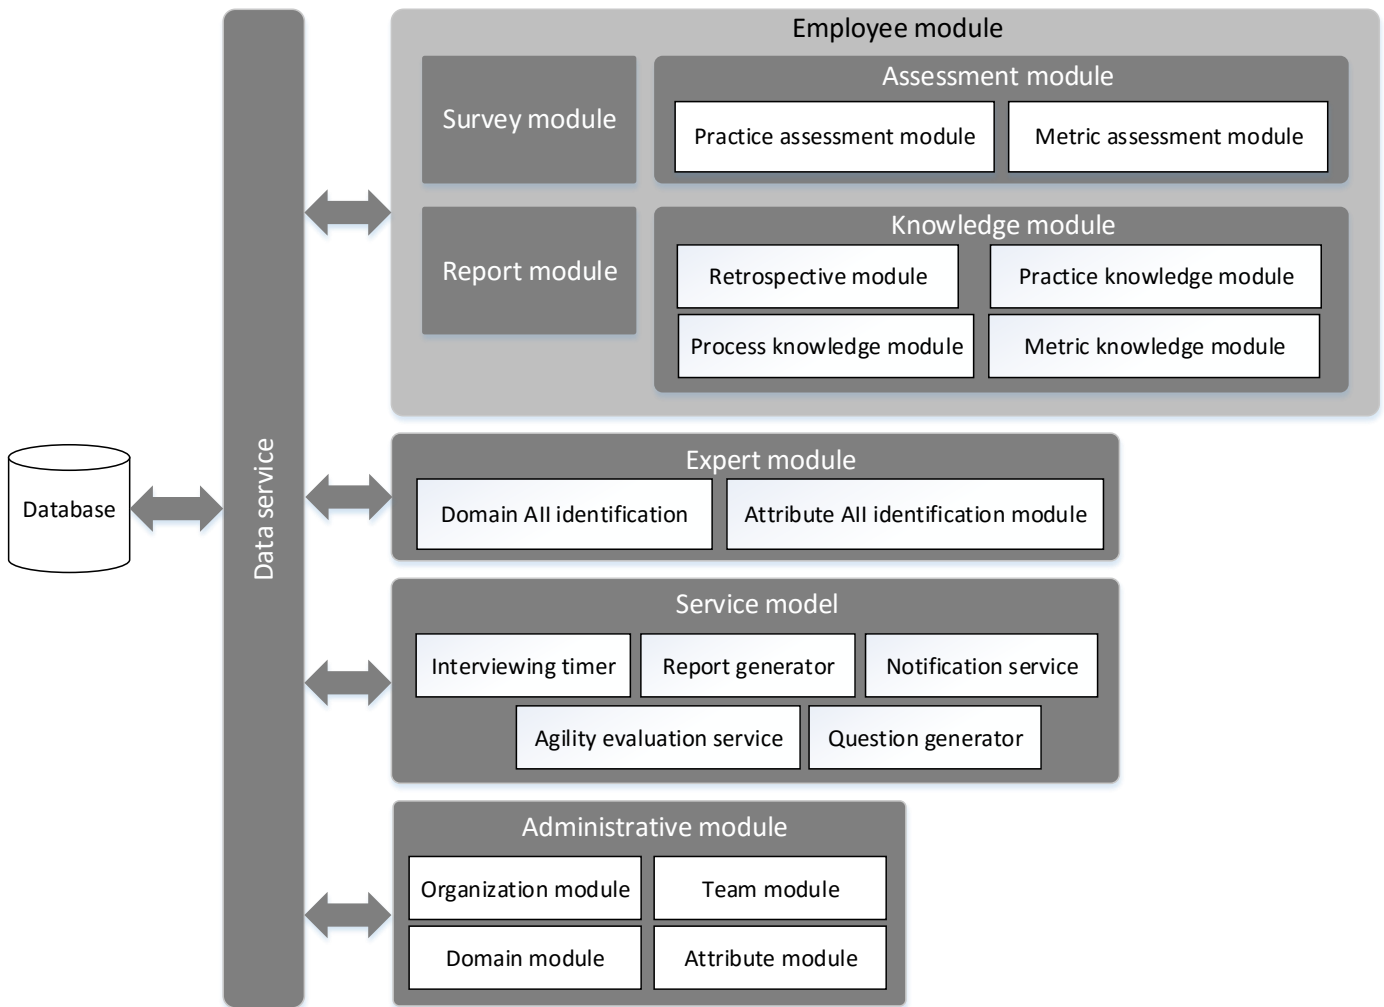 Employee module
Survey module
Assessment module
Practice assessment module
Metric assessment module
Report module
Knowledge module
Retrospective module
Practice knowledge module
Process knowledge module
Metric knowledge module
Database
Data service
Expert module
Domain AII identification
Attribute AII identification module
Service model
Interviewing timer
Report generator
Notification service
Agility evaluation service
Question generator
Administrative module
Organization module
Team module
Domain module
Attribute module